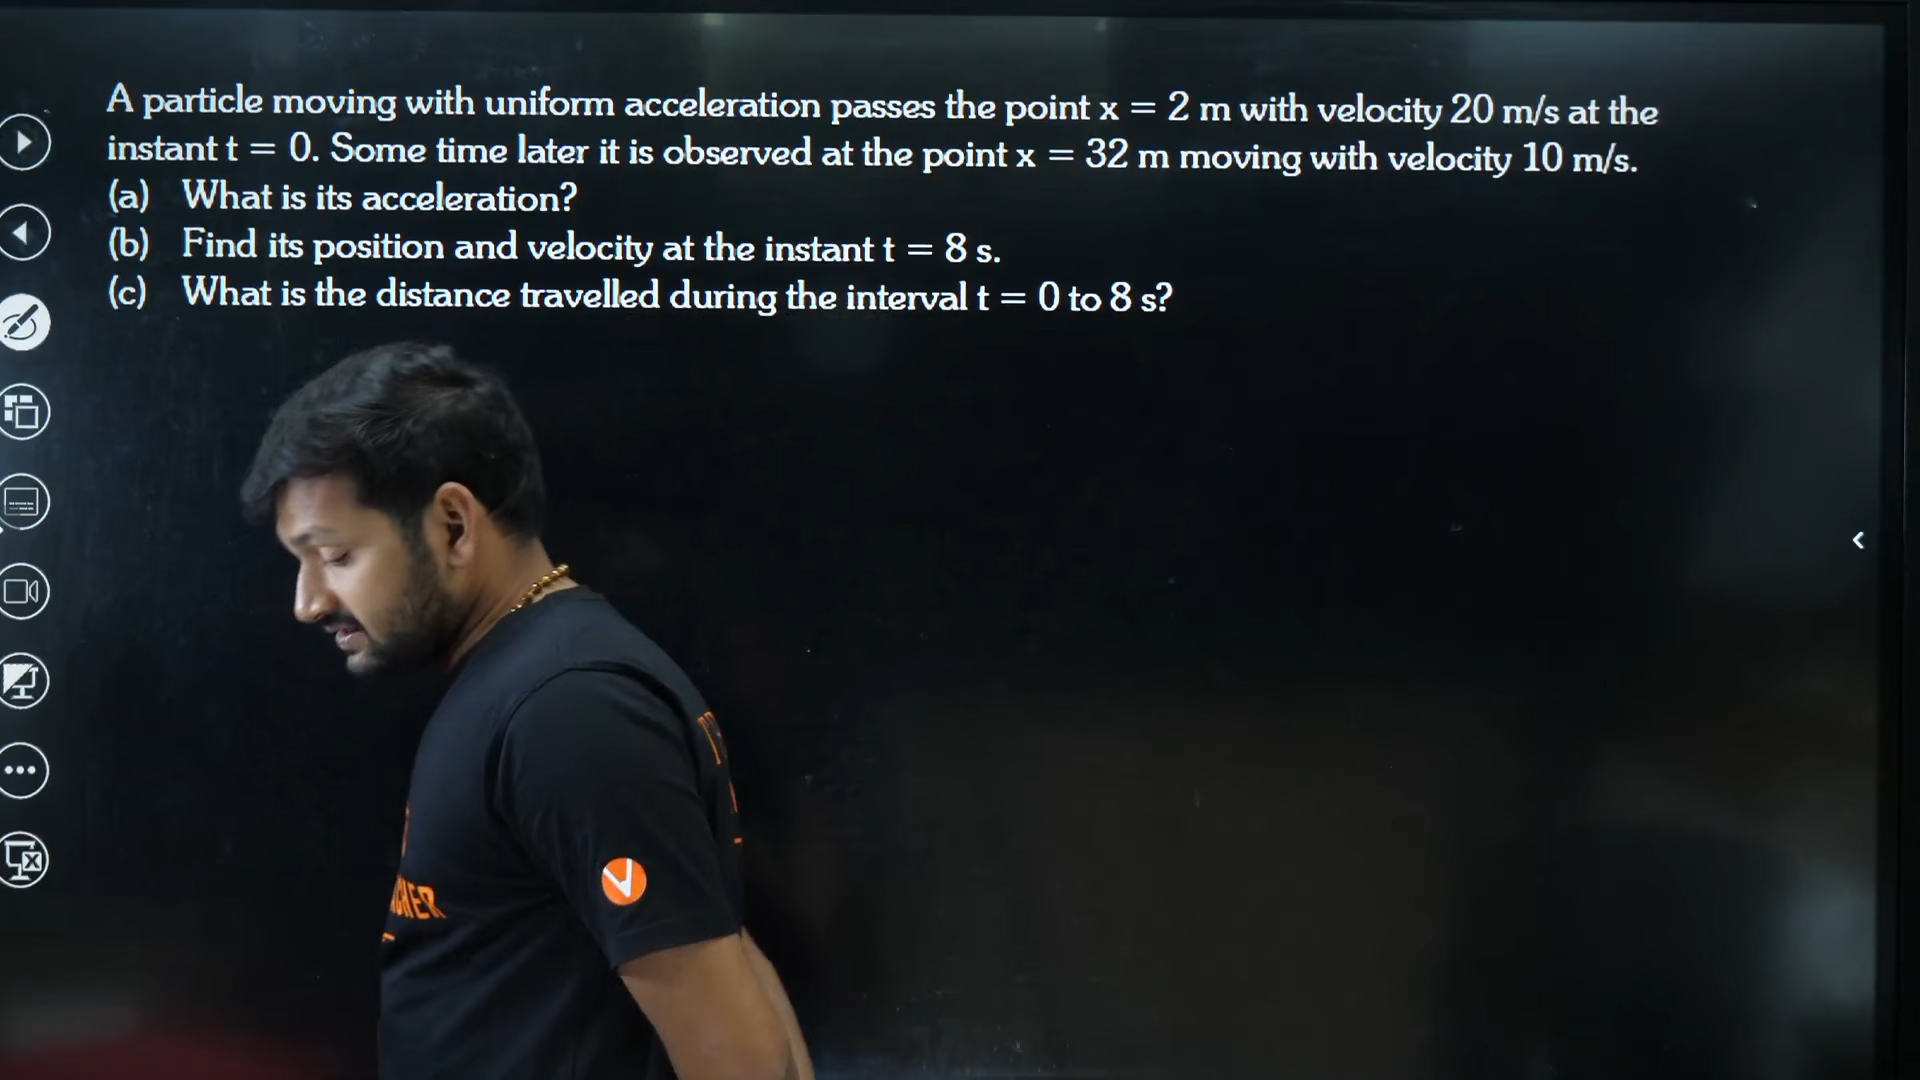 A particle moving with uniform acceleration passes the point x = 2 m with velocity 20 m/s at the
instant t = 0. Some time later it is observed at the point x = 32 m moving with velocity 10 m/s.
(a) What is its acceleration?
(b) Find its position and velocity at the instant t = 8 s.
(c) What is the distance travelled during the interval t = 0 to 8 s?